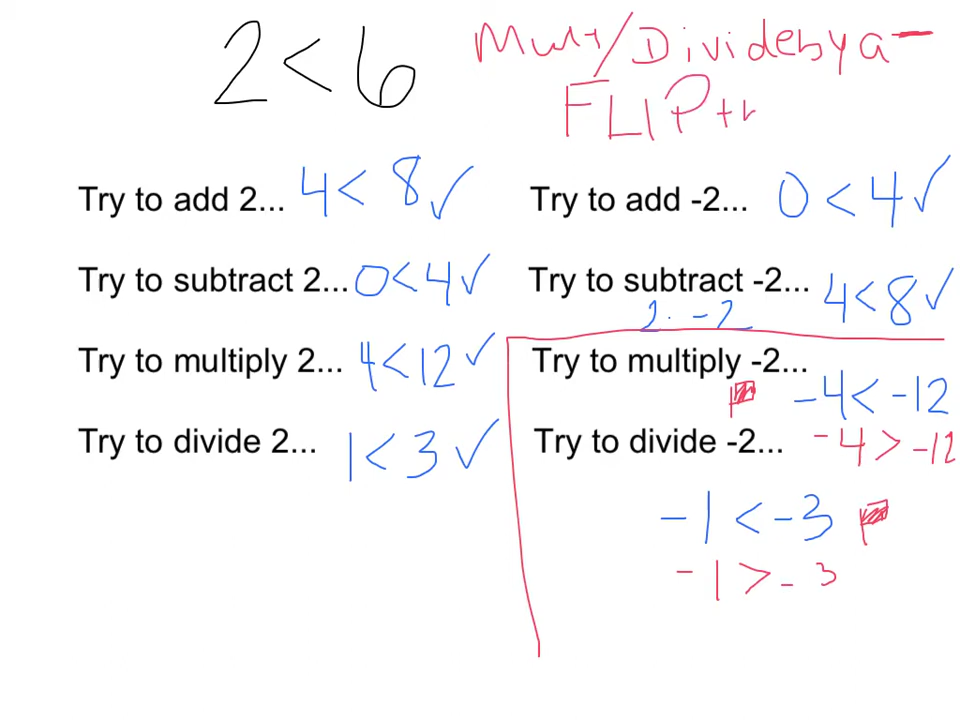 2 < 6
Mult/Divide by a -
FLIP
Try to add 2... 4 < 8 ✓
Try to add -2... 0 < 4 ✓
Try to subtract 2... 0 < 4 ✓
Try to subtract -2... 4 < 8 ✓
2 · -2
Try to multiply 2... 4 < 12 ✓
Try to multiply -2...
-4 < -12
Try to divide 2... 1 < 3 ✓
Try to divide -2...
-4 > -12
-1 < -3
-1 > -3